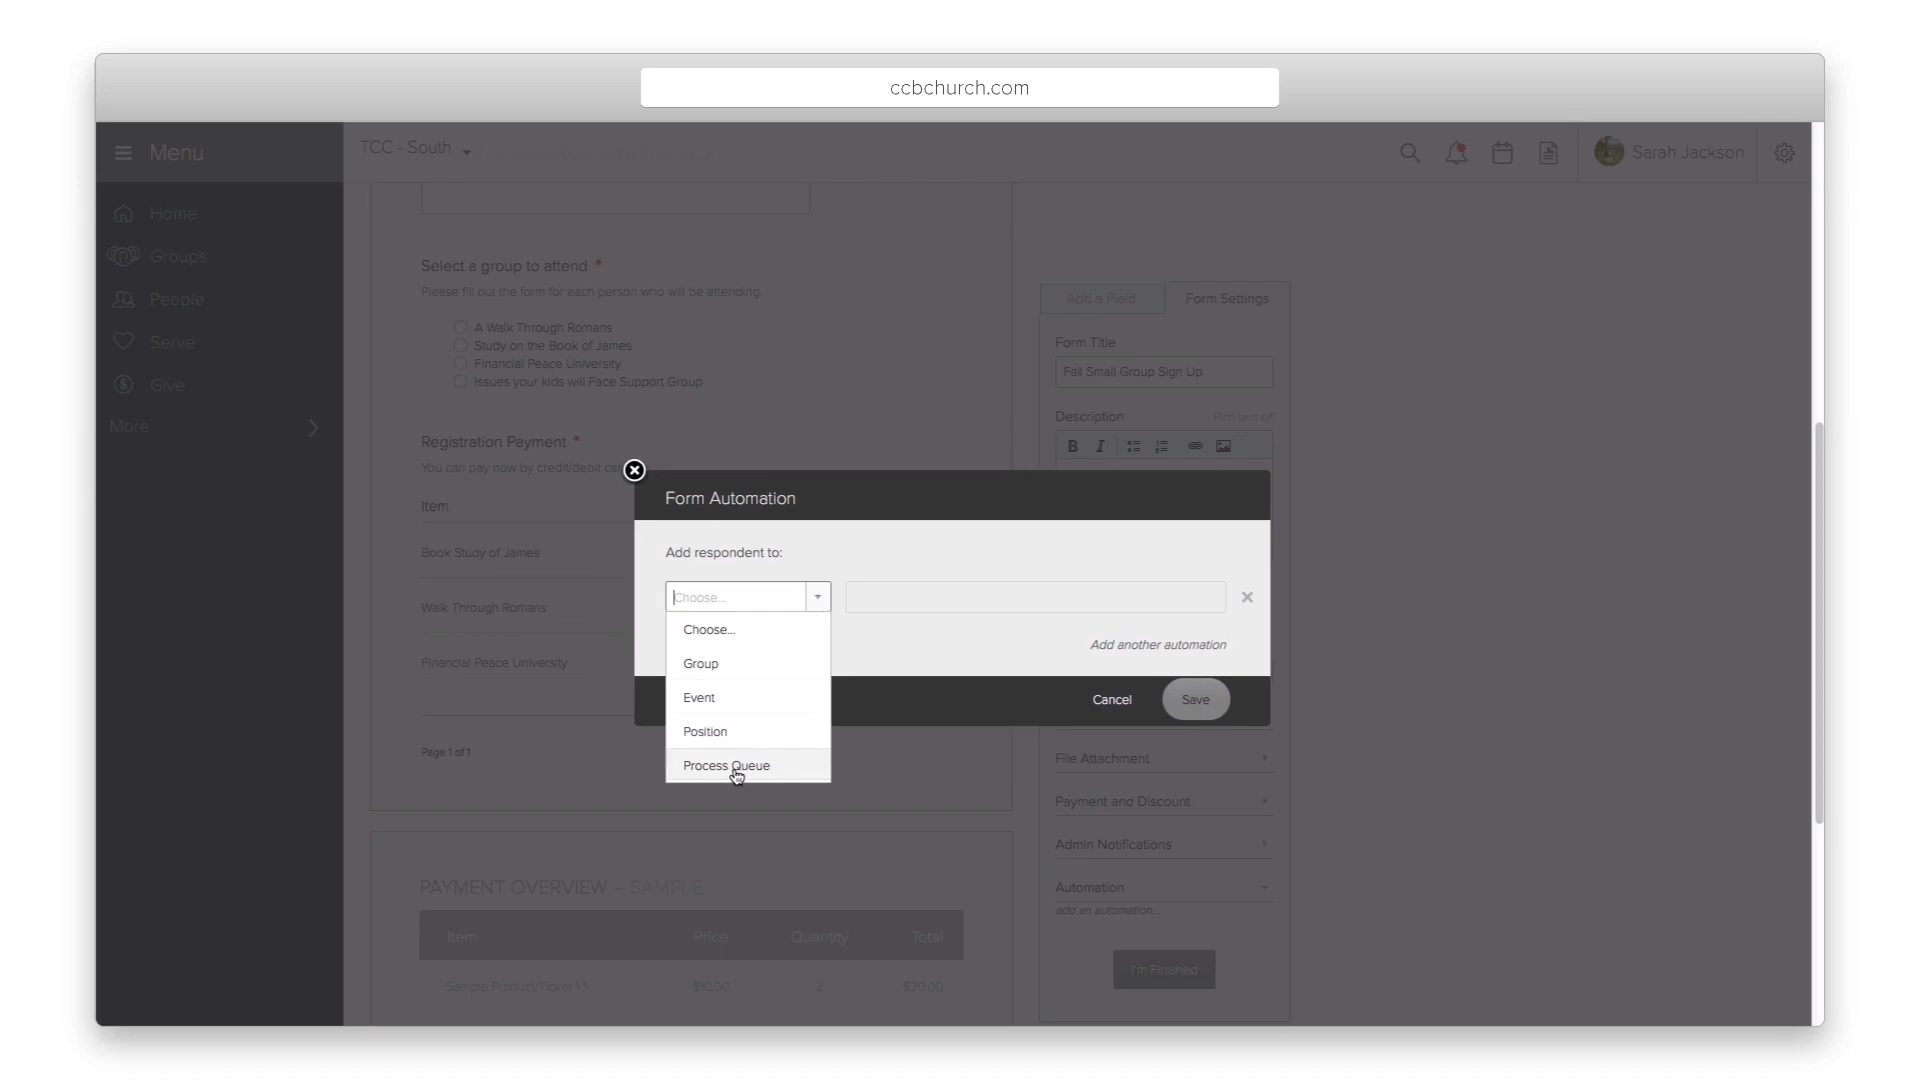 ccbchurch.com
Menu
TCC - South
Sarah Jackson
Home
Groups
People
Serve
Give
More
Select a group to attend *
Please fill out the form for each person who will be attending.
A Walk Through Romans
Study on the Book of James
Financial Peace University
Issues your kids will Face Support Group
Registration Payment *
You can pay now by credit/debit ca
Item
Book Study of James
Walk Through Romans
Financial Peace University
Page 1 of 1
Add a Field
Form Settings
Form Title
Fall Small Group Sign Up
Description
Rich text off
B I
Form Automation
Add respondent to:
Choose...
Choose...
Group
Event
Position
Process Queue
Add another automation
Cancel
Save
File Attachment
Payment and Discount
Admin Notifications
Automation
add an automation...
I'm Finished
PAYMENT OVERVIEW – SAMPLE
Item Price Quantity Total
Sample Product/Ticket 1 * $10.00 2 $20.00